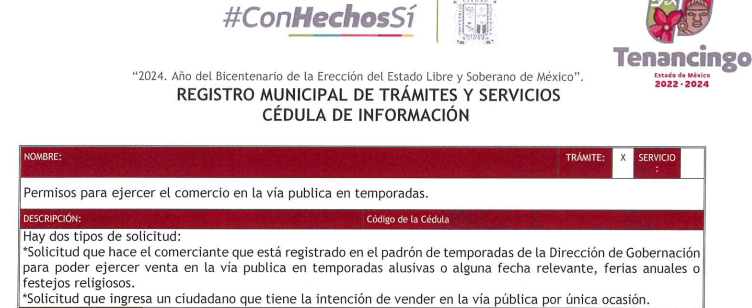 #ConHechosSí
Tenancingo
Estado de México
2022 - 2024
“2024. Año del Bicentenario de la Erección del Estado Libre y Soberano de México”.
REGISTRO MUNICIPAL DE TRÁMITES Y SERVICIOS
CÉDULA DE INFORMACIÓN
NOMBRE: TRÁMITE: X SERVICIO
:
Permisos para ejercer el comercio en la vía publica en temporadas.
DESCRIPCIÓN: Código de la Cédula
Hay dos tipos de solicitud:
*Solicitud que hace el comerciante que está registrado en el padrón de temporadas de la Dirección de Gobernación
para poder ejercer venta en la vía publica en temporadas alusivas o alguna fecha relevante, ferias anuales o
festejos religiosos.
*Solicitud que ingresa un ciudadano que tiene la intención de vender en la vía pública por única ocasión.